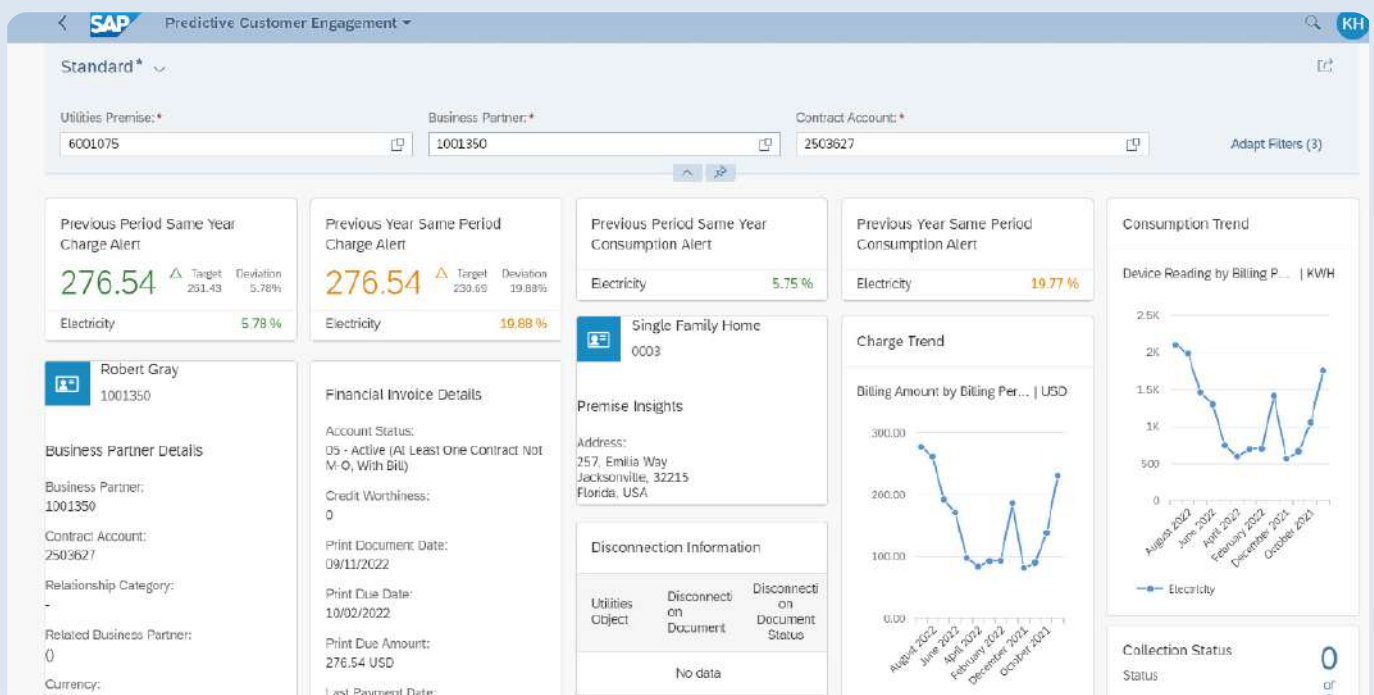 SAP Predictive Customer Engagement
KH
Standard*
Utilities Premise:*
6001075
Business Partner:*
1001350
Contract Account:*
2503627
Adapt Filters (3)
Previous Period Same Year
Charge Alert
276.54
Target Deviation
261.43 5.78%
Electricity 5.78 %
Previous Year Same Period
Charge Alert
276.54
Target Deviation
230.69 19.88%
Electricity 19.88 %
Previous Period Same Year
Consumption Alert
Electricity 5.75 %
Previous Year Same Period
Consumption Alert
Electricity 19.77 %
Consumption Trend
Device Reading by Billing P... | KWH
2.5K
2K
1.5K
1K
500
0
August 2022
June 2022
April 2022
February 2022
December 2021
October 2021
Electricity
Robert Gray
1001350
Business Partner Details
Business Partner:
1001350
Contract Account:
2503627
Relationship Category:
-
Related Business Partner:
()
Currency:
Financial Invoice Details
Account Status:
05 - Active (At Least One Contract Not
M-O, With Bill)
Credit Worthiness:
0
Print Document Date:
09/11/2022
Print Due Date:
10/02/2022
Print Due Amount:
276.54 USD
Last Payment Date:
Single Family Home
0003
Premise Insights
Address:
257, Emilia Way
Jacksonville, 32215
Florida, USA
Disconnection Information
Utilities
Object
Disconnecti
on
Document
Disconnecti
on
Document
Status
No data
Charge Trend
Billing Amount by Billing Per... | USD
300.00
200.00
100.00
0.00
August 2022
June 2022
April 2022
February 2022
December 2021
October 2021
Collection Status
Status
0
of